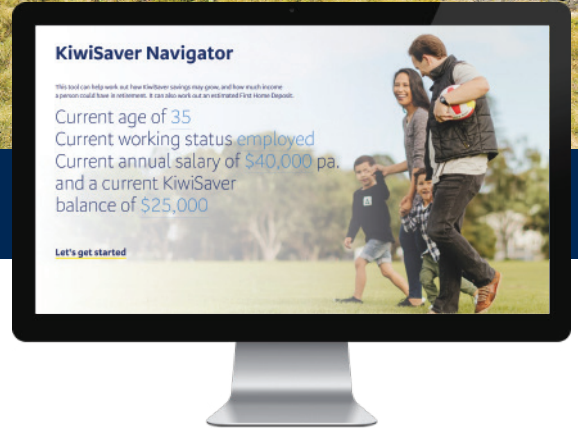 KiwiSaver Navigator
This tool can help work out how KiwiSaver savings may grow, and how much income
a person could have in retirement. It can also work out an estimated First Home Deposit.
Current age of 35
Current working status employed
Current annual salary of $40,000 pa.
and a current KiwiSaver
balance of $25,000
Let's get started